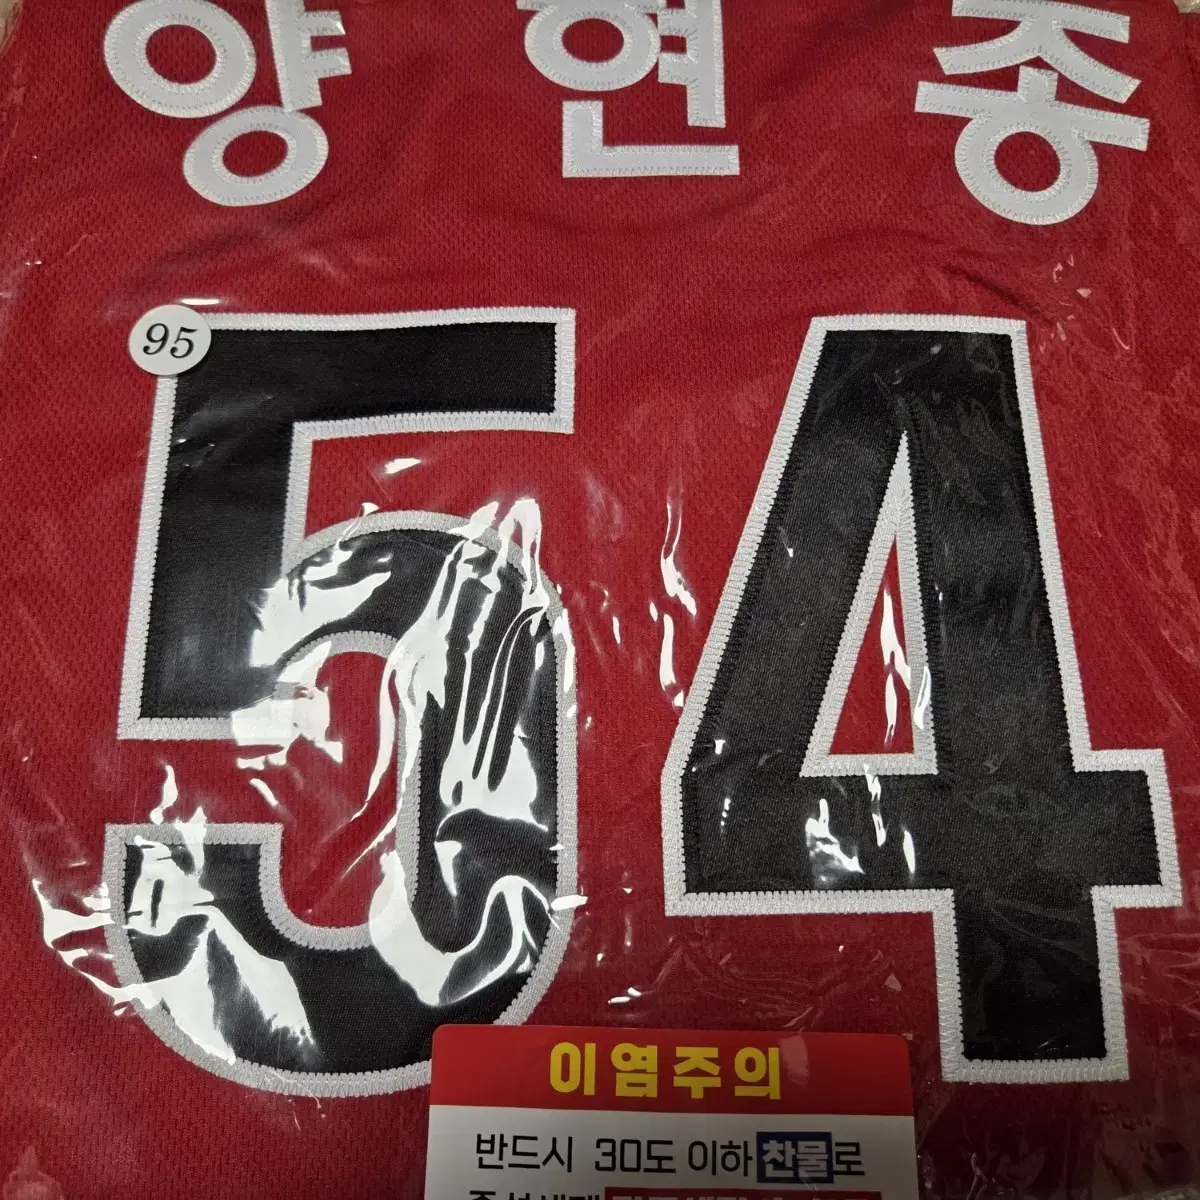 양현종
95
54
이염주의
반드시 30도 이하 찬물로